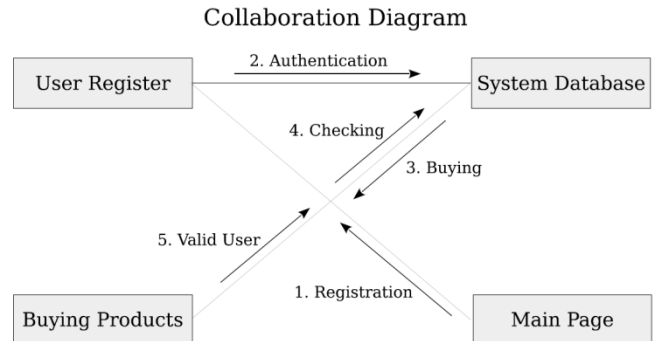 Collaboration Diagram
2. Authentication
User Register
System Database
4. Checking
3. Buying
5. Valid User
1. Registration
Buying Products
Main Page